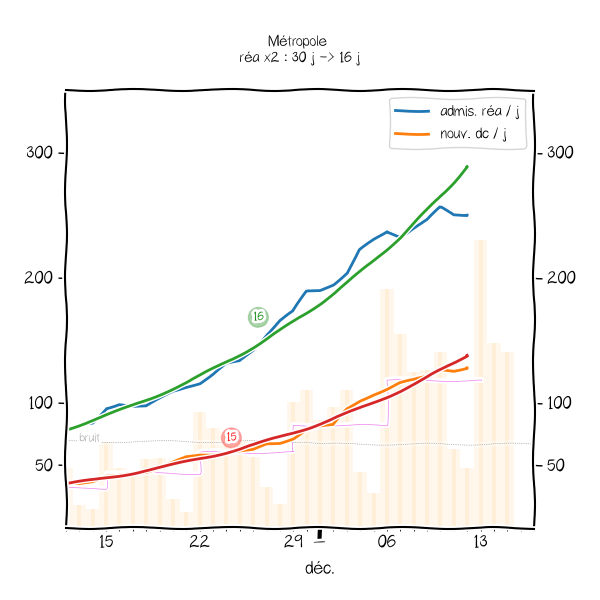 Métropole
réa x2 : 30 j -> 16 j
admis. réa / j
nouv. dc / j
300
300
200
200
16
100
100
bruit
15
50
50
15
22
29
06
13
déc.